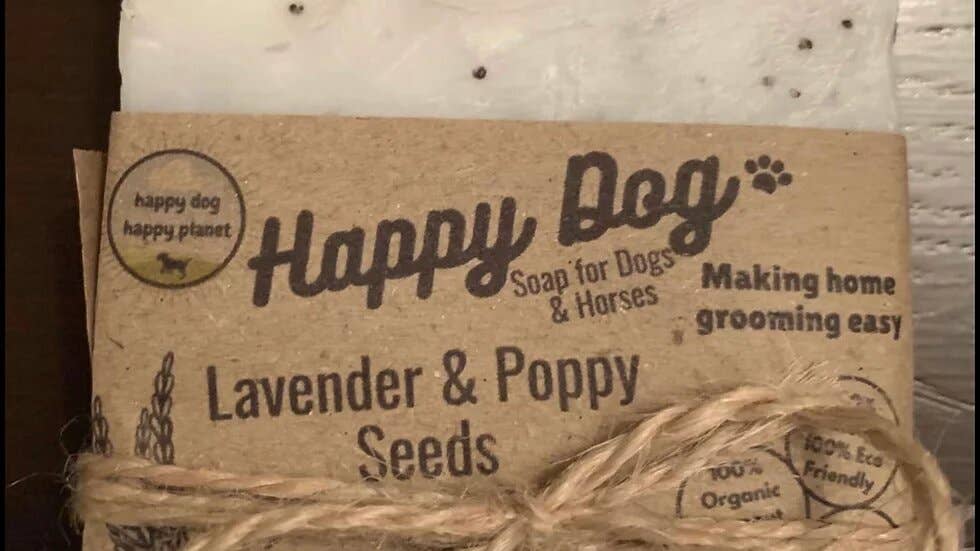 happy dog
happy planet
Happy Dog
Soap for Dogs
& Horses
Making home
grooming easy
Lavender & Poppy
Seeds
100% Eco
Friendly
100%
Organic